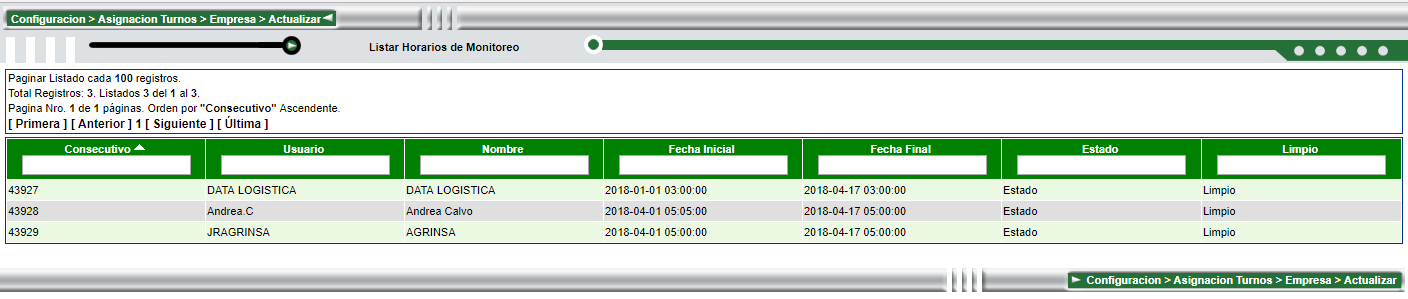 Configuracion > Asignacion Turnos > Empresa > Actualizar
Listar Horarios de Monitoreo
Paginar Listado cada 100 registros.
Total Registros: 3. Listados 3 del 1 al 3.
Pagina Nro. 1 de 1 páginas. Orden por "Consecutivo" Ascendente.
[ Primera ] [ Anterior ] 1 [ Siguiente ] [ Última ]
Consecutivo Usuario Nombre Fecha Inicial Fecha Final Estado Limpio
43927 DATA LOGISTICA DATA LOGISTICA 2018-01-01 03:00:00 2018-04-17 03:00:00 Estado Limpio
43928 Andrea.C Andrea Calvo 2018-04-01 05:05:00 2018-04-17 05:00:00 Estado Limpio
43929 JRAGRINSA AGRINSA 2018-04-01 05:00:00 2018-04-17 05:00:00 Estado Limpio
Configuracion > Asignacion Turnos > Empresa > Actualizar